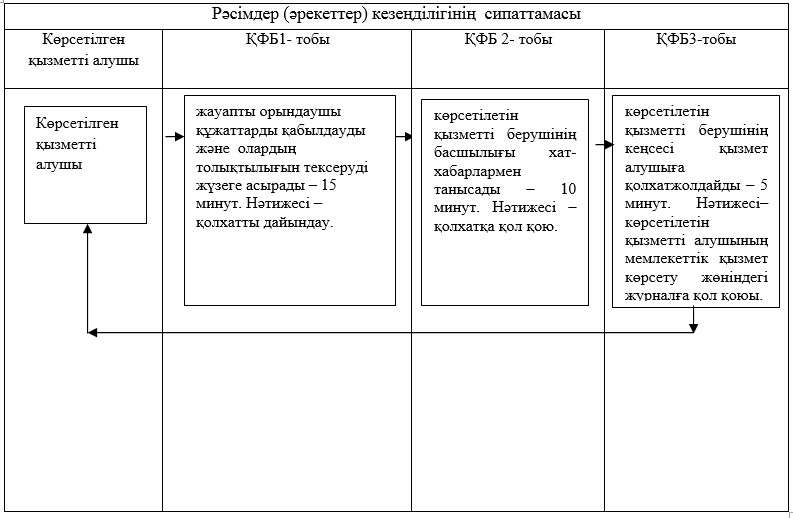 Рәсімдер (әрекеттер) кезеңділігінің сипаттамасы
Көрсетілген
қызметті алушы
ҚФБ1- тобы
ҚФБ 2- тобы
ҚФБ3-тобы
Көрсетілген
қызметті
алушы
жауапты орындаушы
құжаттарды қабылдауды
және олардың
толықтылығын тексеруді
жүзеге асырады – 15
минут. Нәтижесі –
қолхатты дайындау.
көрсетілетін
қызметті берушінің
басшылығы хат-
хабарлармен
танысады – 10
минут. Нәтижесі –
қолхатқа қол қою.
көрсетілетін
қызметті берушінің
кеңсесі қызмет
алушыға
қолхатжолдайды – 5
минут. Нәтижесі–
көрсетілетін
қызметті алушының
мемлекеттік қызмет
көрсету жөніндегі
журналға қол қоюы.